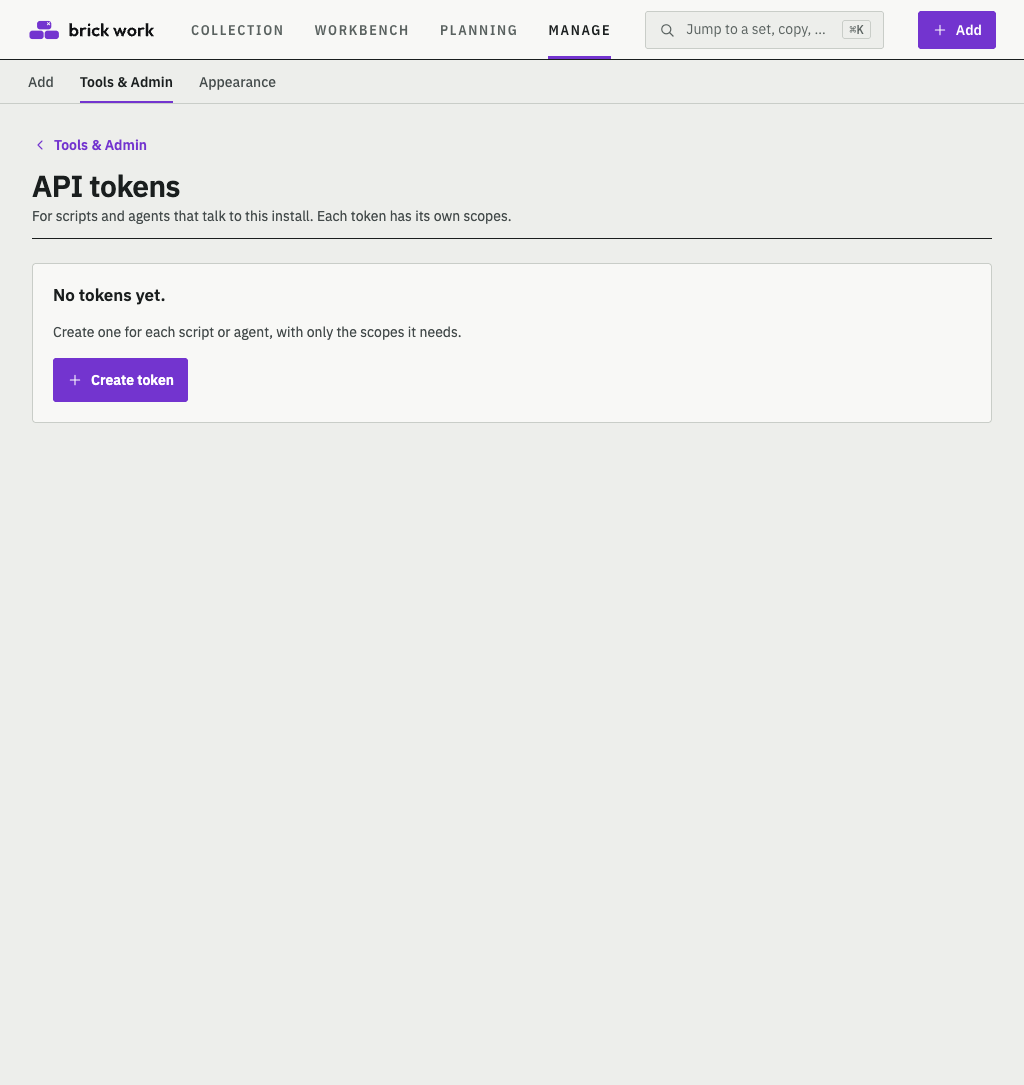 brick work
COLLECTION
WORKBENCH
PLANNING
MANAGE
Jump to a set, copy, ...
⌘K
Add
Add
Tools & Admin
Appearance
Tools & Admin
API tokens
For scripts and agents that talk to this install. Each token has its own scopes.
No tokens yet.
Create one for each script or agent, with only the scopes it needs.
Create token